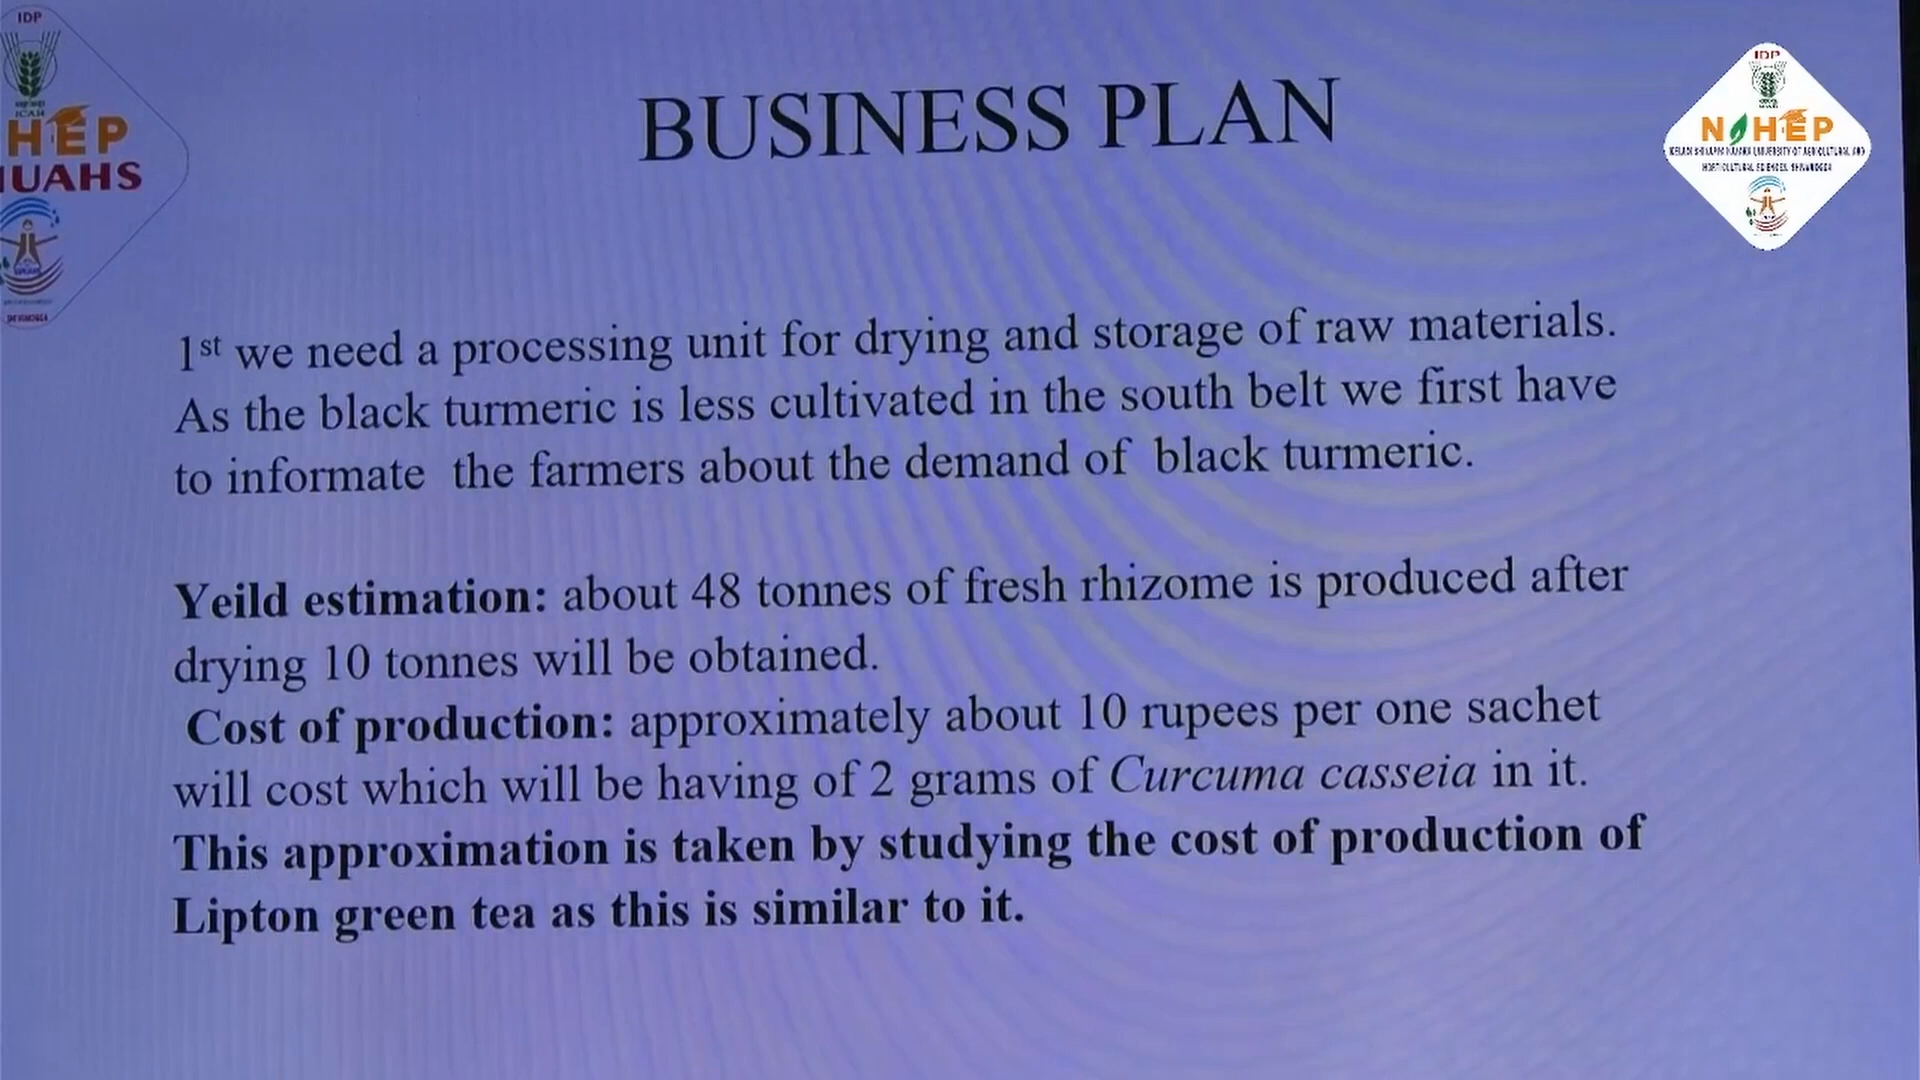 IDP
ICAR
HEP
UAHS
BUSINESS PLAN
IDP
NAHEP
1st we need a processing unit for drying and storage of raw materials.
As the black turmeric is less cultivated in the south belt we first have
to informate the farmers about the demand of black turmeric.
Yeild estimation: about 48 tonnes of fresh rhizome is produced after
drying 10 tonnes will be obtained.
Cost of production: approximately about 10 rupees per one sachet
will cost which will be having of 2 grams of Curcuma casseia in it.
This approximation is taken by studying the cost of production of
Lipton green tea as this is similar to it.